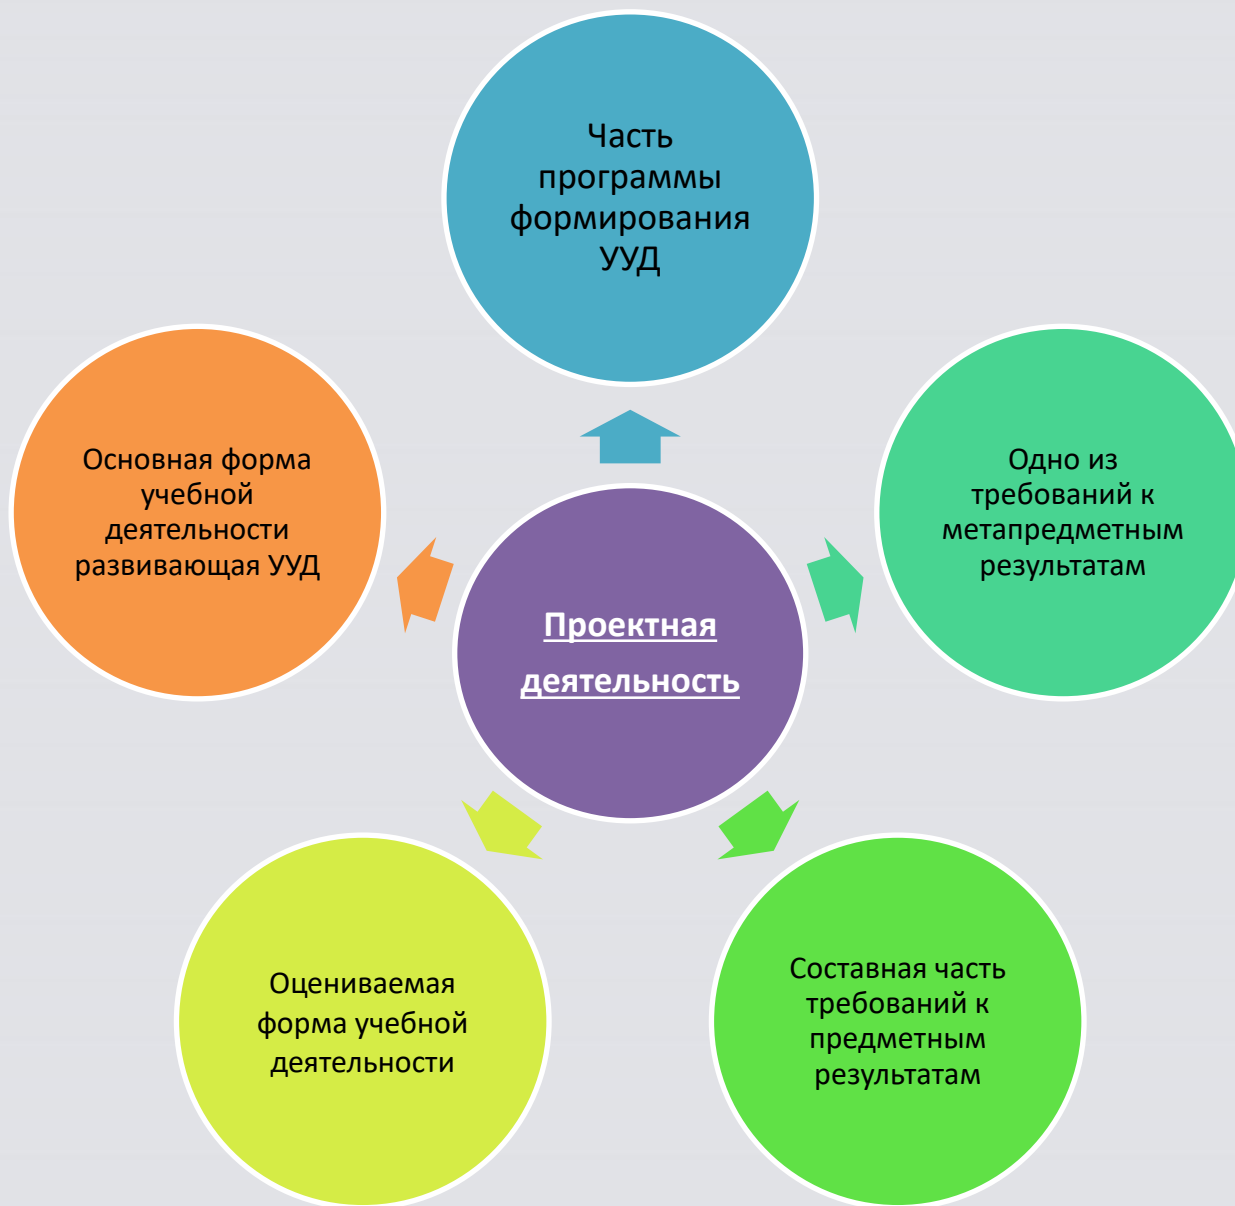 Часть
программы
формирования
УУД
Основная форма
учебной
деятельности
развивающая УУД
Одно из
требований к
метапредметным
результатам
Проектная
деятельность
Оцениваемая
форма учебной
деятельности
Составная часть
требований к
предметным
результатам